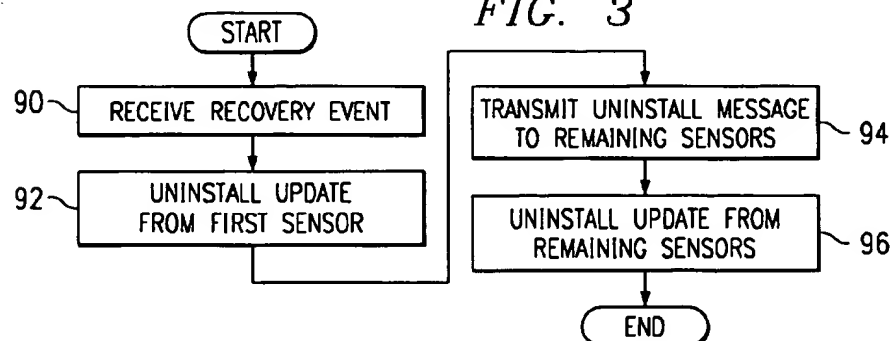 FIG. 3
START
90
RECEIVE RECOVERY EVENT
92
UNINSTALL UPDATE
FROM FIRST SENSOR
TRANSMIT UNINSTALL MESSAGE
TO REMAINING SENSORS
94
UNINSTALL UPDATE FROM
REMAINING SENSORS
96
END